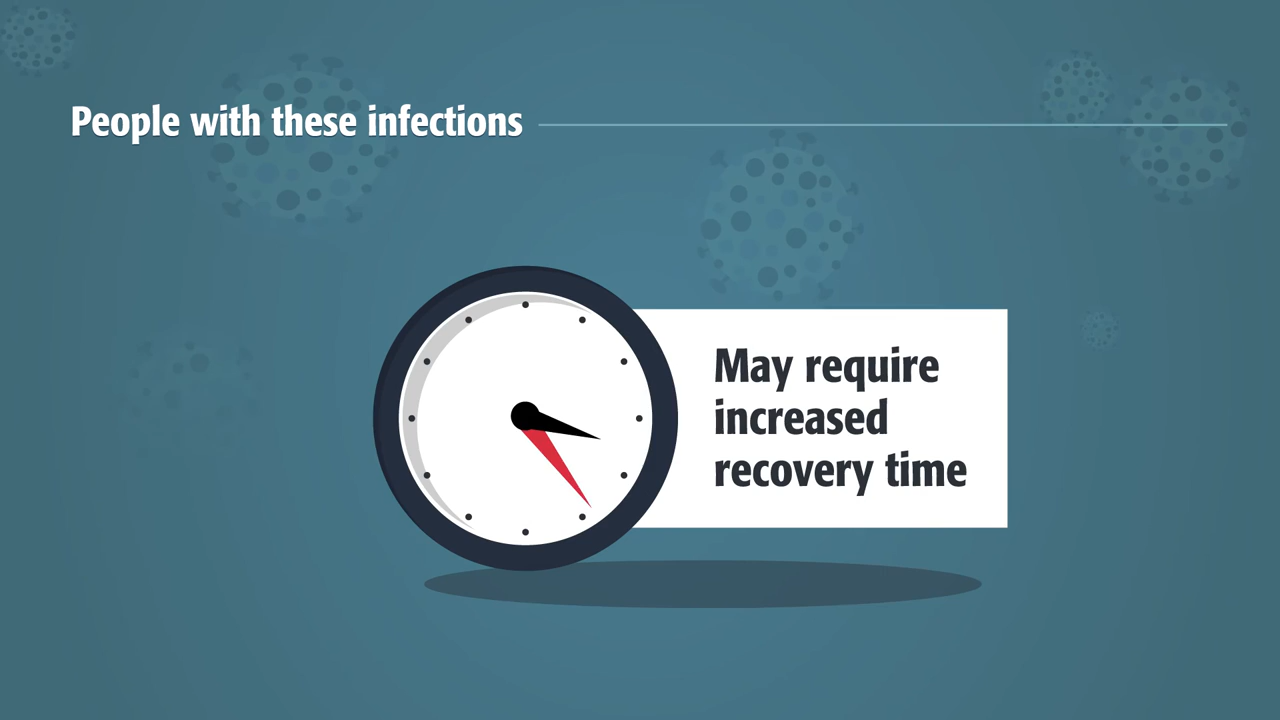 People with these infections
May require
increased
recovery time